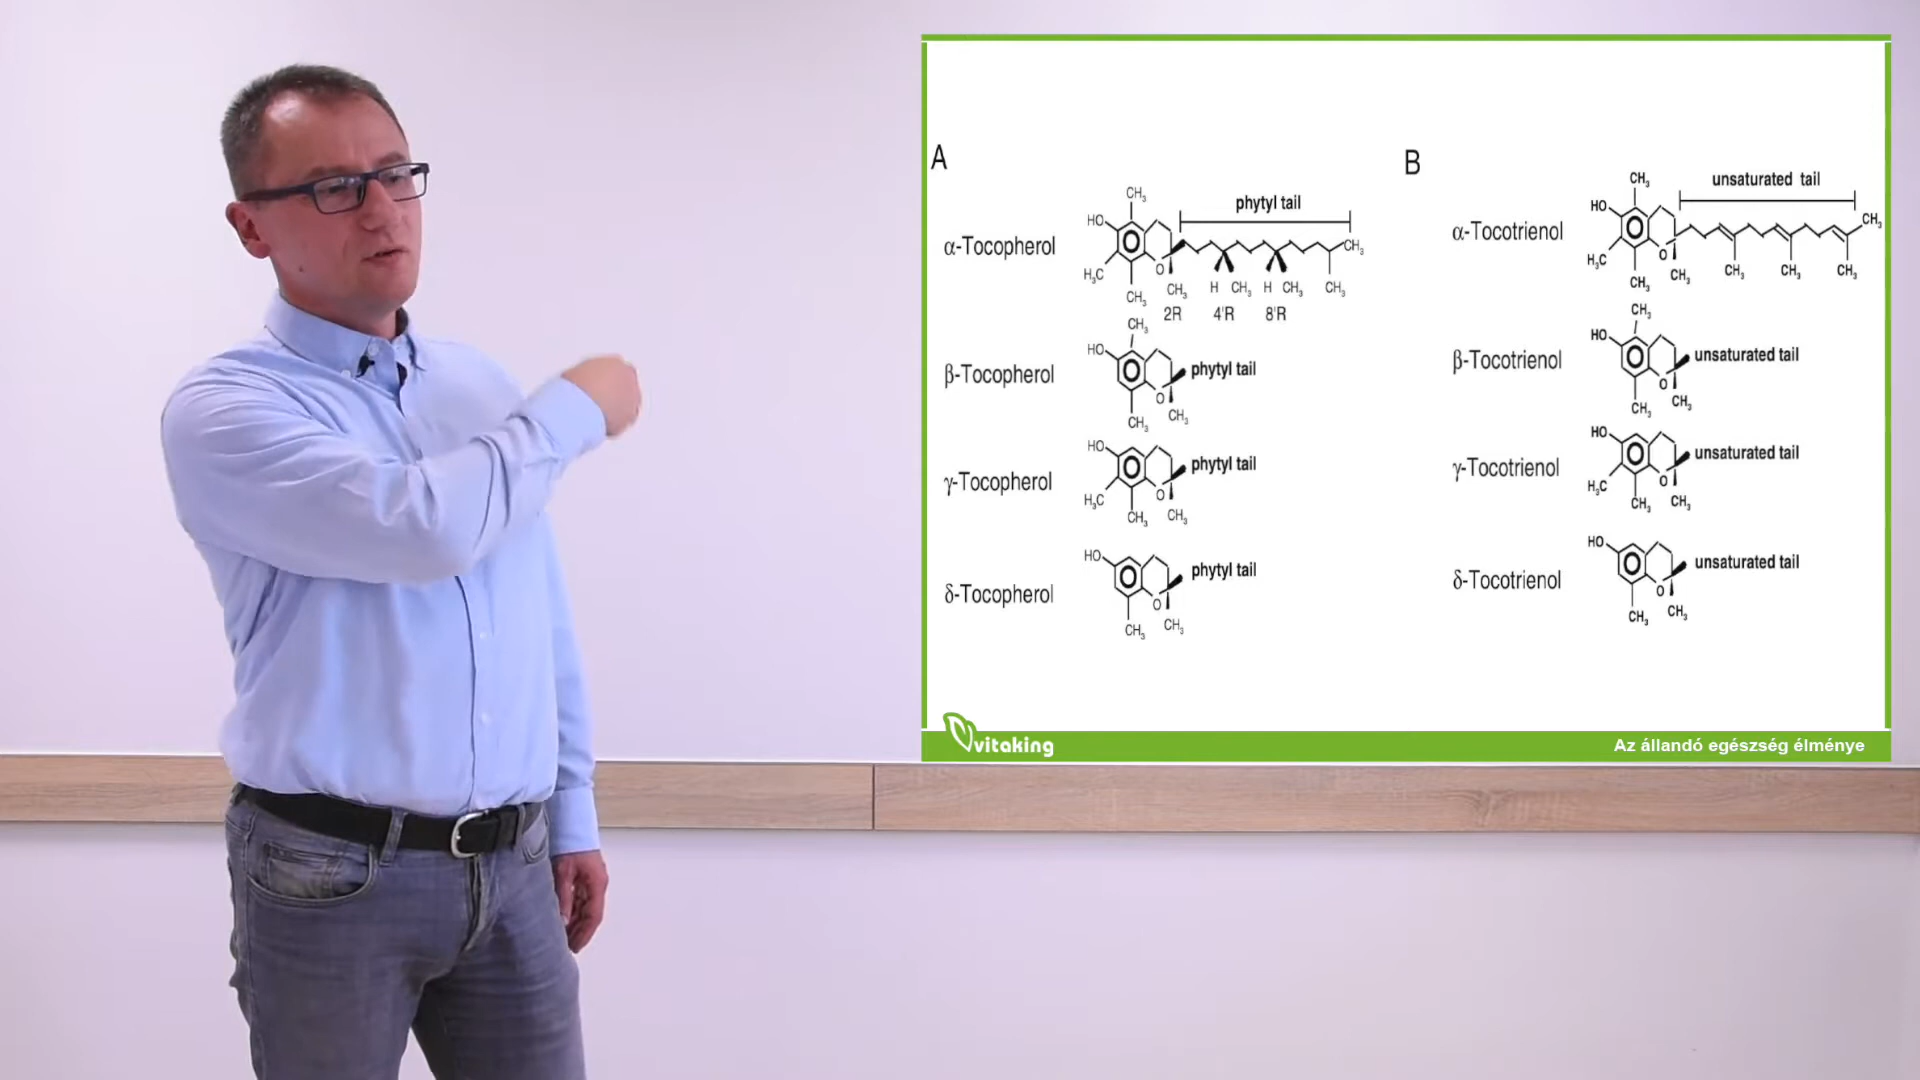 A
phytyl tail
α-Tocopherol
CH₃
HO
H₃C
O
CH₃
CH₃
H
CH₃
H
CH₃
CH₃
CH₃
2R
4'R
8'R
β-Tocopherol
CH₃
HO
phytyl tail
O
CH₃
CH₃
γ-Tocopherol
HO
phytyl tail
H₃C
O
CH₃
CH₃
δ-Tocopherol
HO
phytyl tail
O
CH₃
CH₃
B
unsaturated tail
α-Tocotrienol
CH₃
HO
H₃C
O
CH₃
CH₃
CH₃
CH₃
CH₃
CH₃
β-Tocotrienol
CH₃
HO
unsaturated tail
O
CH₃
CH₃
γ-Tocotrienol
HO
unsaturated tail
H₃C
O
CH₃
CH₃
δ-Tocotrienol
HO
unsaturated tail
O
CH₃
CH₃
vitaking
Az állandó egészség élménye